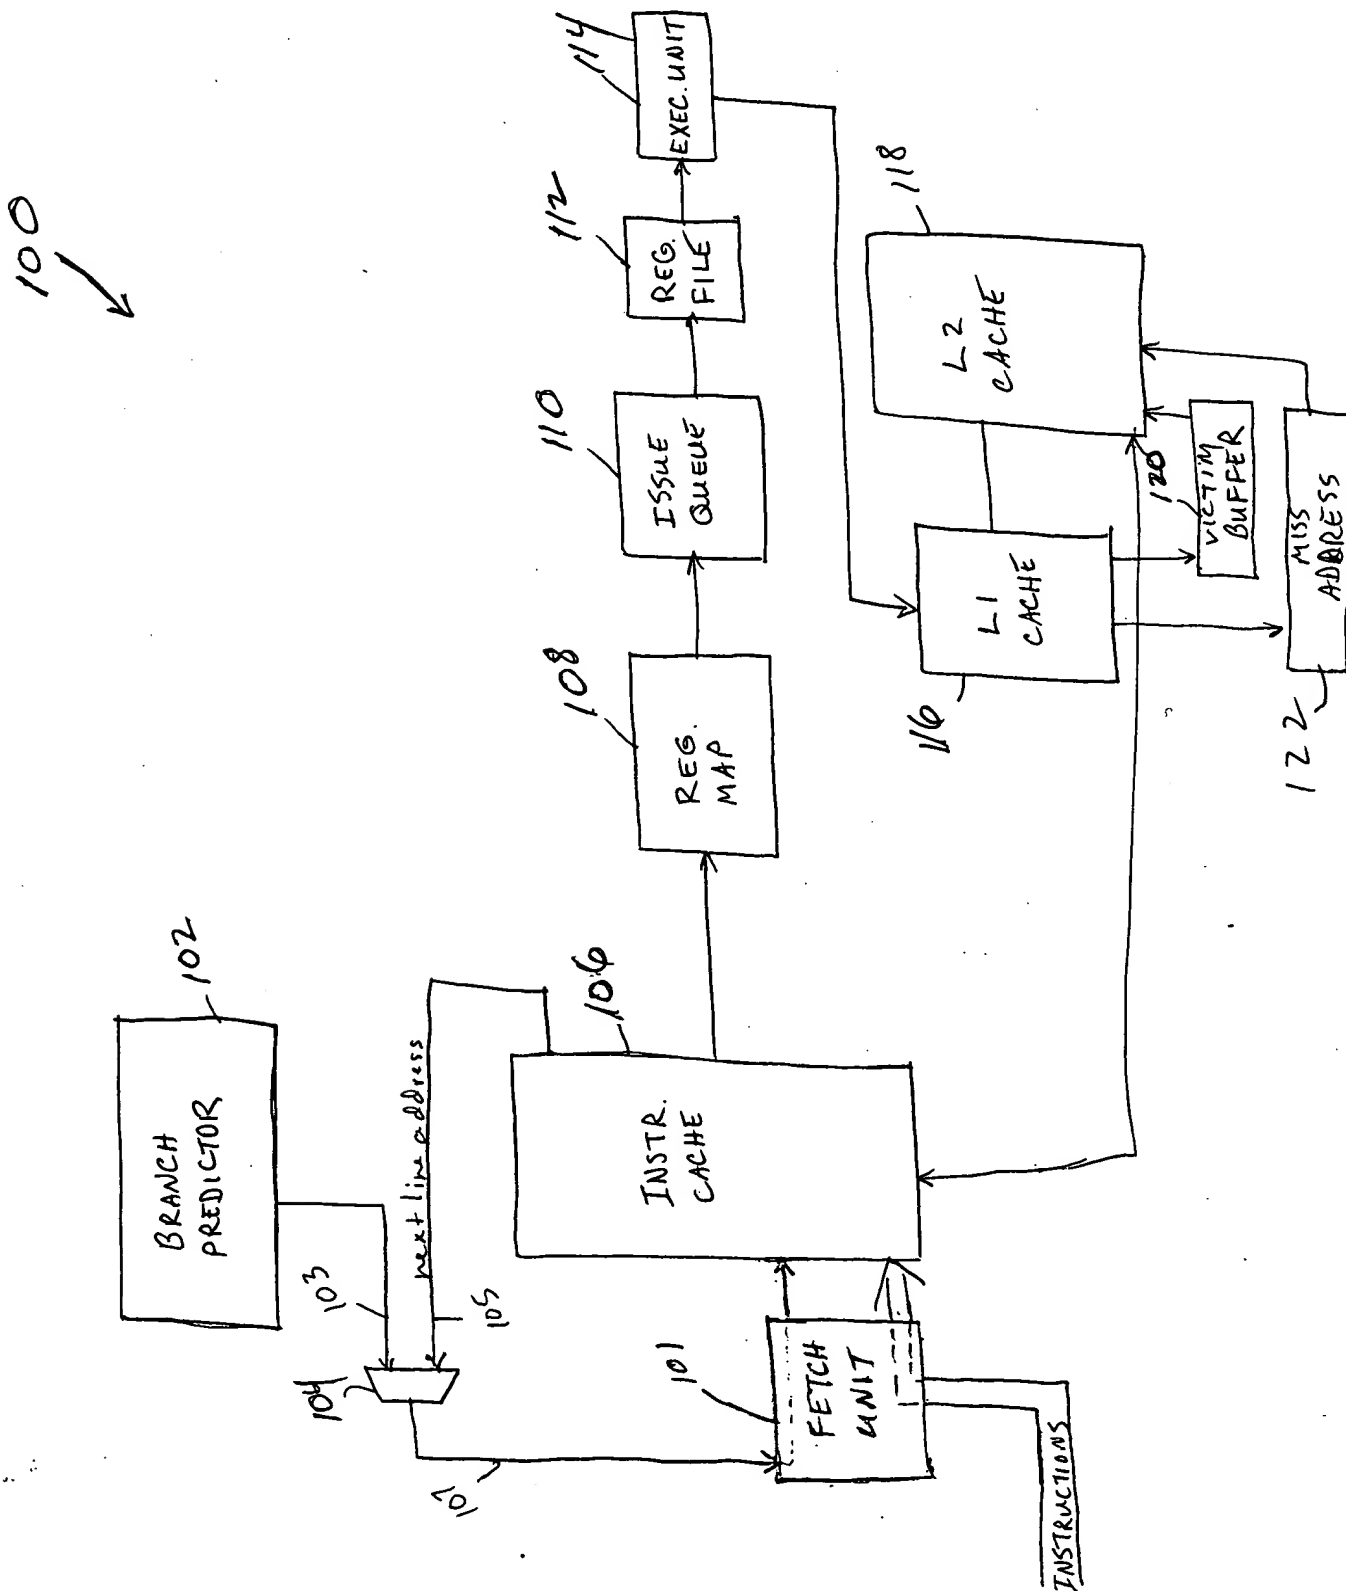 100
BRANCH
PREDICTOR
102
103
104
next line address
105
107
101
FETCH
UNIT
INSTRUCTIONS
INSTR.
CACHE
106
REG.
MAP
108
ISSUE
QUEUE
110
REG.
FILE
112
EXEC. UNIT
114
L1
CACHE
116
L2
CACHE
118
120
VICTIM
BUFFER
MISS
ADDRESS
122